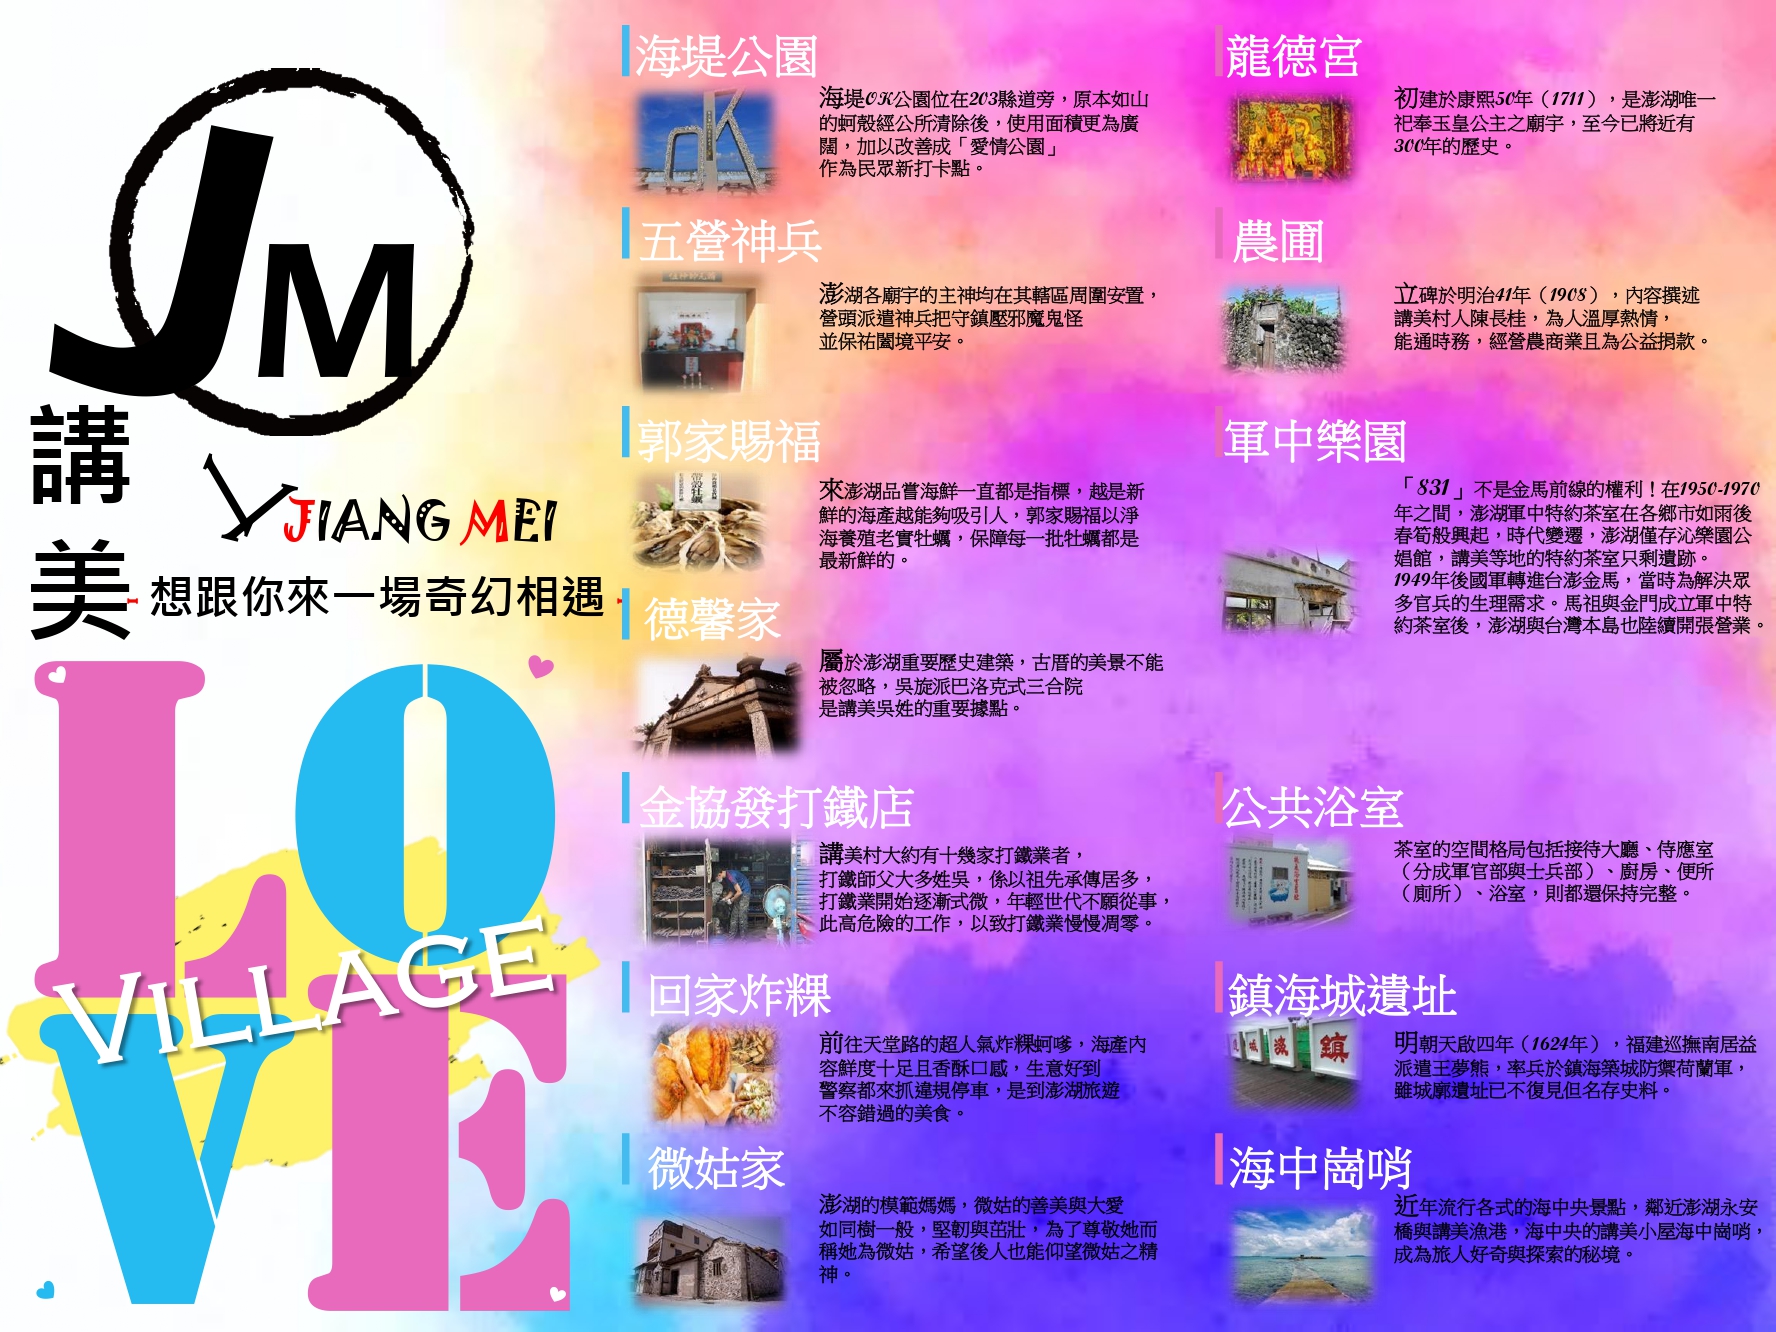 JM
講美
JIANG MEI
想跟你來一場奇幻相遇
LOVE
VILLAGE
海堤公園
海堤OK公園位在203縣道旁，原本如山
的蚵殼經公所清除後，使用面積更為廣
闊，加以改善成「愛情公園」
作為民眾新打卡點。
五營神兵
澎湖各廟宇的主神均在其轄區周圍安置，
營頭派遣神兵把守鎮壓邪魔鬼怪
並保祐闔境平安。
郭家賜福
來澎湖品嘗海鮮一直都是指標，越是新
鮮的海產越能夠吸引人，郭家賜福以淨
海養殖老實牡蠣，保障每一批牡蠣都是
最新鮮的。
德馨家
屬於澎湖重要歷史建築，古厝的美景不能
被忽略，吳旋派巴洛克式三合院
是講美吳姓的重要據點。
金協發打鐵店
講美村大約有十幾家打鐵業者，
打鐵師父大多姓吳，係以祖先承傳居多，
打鐵業開始逐漸式微，年輕世代不願從事，
此高危險的工作，以致打鐵業慢慢凋零。
回家炸粿
前往天堂路的超人氣炸粿蚵嗲，海產內
容鮮度十足且香酥口感，生意好到
警察都來抓違規停車，是到澎湖旅遊
不容錯過的美食。
微姑家
澎湖的模範媽媽，微姑的善美與大愛
如同樹一般，堅韌與茁壯，為了尊敬她而
稱她為微姑，希望後人也能仰望微姑之精
神。
龍德宮
初建於康熙50年（1711），是澎湖唯一
祀奉玉皇公主之廟宇，至今已將近有
300年的歷史。
農圃
立碑於明治41年（1908），內容撰述
講美村人陳長桂，為人溫厚熱情，
能通時務，經營農商業且為公益捐款。
軍中樂園
「831」不是金馬前線的權利！在1950-1970
年之間，澎湖軍中特約茶室在各鄉市如雨後
春筍般興起，時代變遷，澎湖僅存沁樂園公
娼館，講美等地的特約茶室只剩遺跡。
1949年後國軍轉進台澎金馬，當時為解決眾
多官兵的生理需求。馬祖與金門成立軍中特
約茶室後，澎湖與台灣本島也陸續開張營業。
公共浴室
茶室的空間格局包括接待大廳、侍應室
（分成軍官部與士兵部）、廚房、便所
（廁所）、浴室，則都還保持完整。
鎮海城遺址
鎮
明朝天啟四年（1624年），福建巡撫南居益
派遣王夢熊，率兵於鎮海築城防禦荷蘭軍，
雖城廓遺址已不復見但名存史料。
海中崗哨
近年流行各式的海中央景點，鄰近澎湖永安
橋與講美漁港，海中央的講美小屋海中崗哨，
成為旅人好奇與探索的秘境。